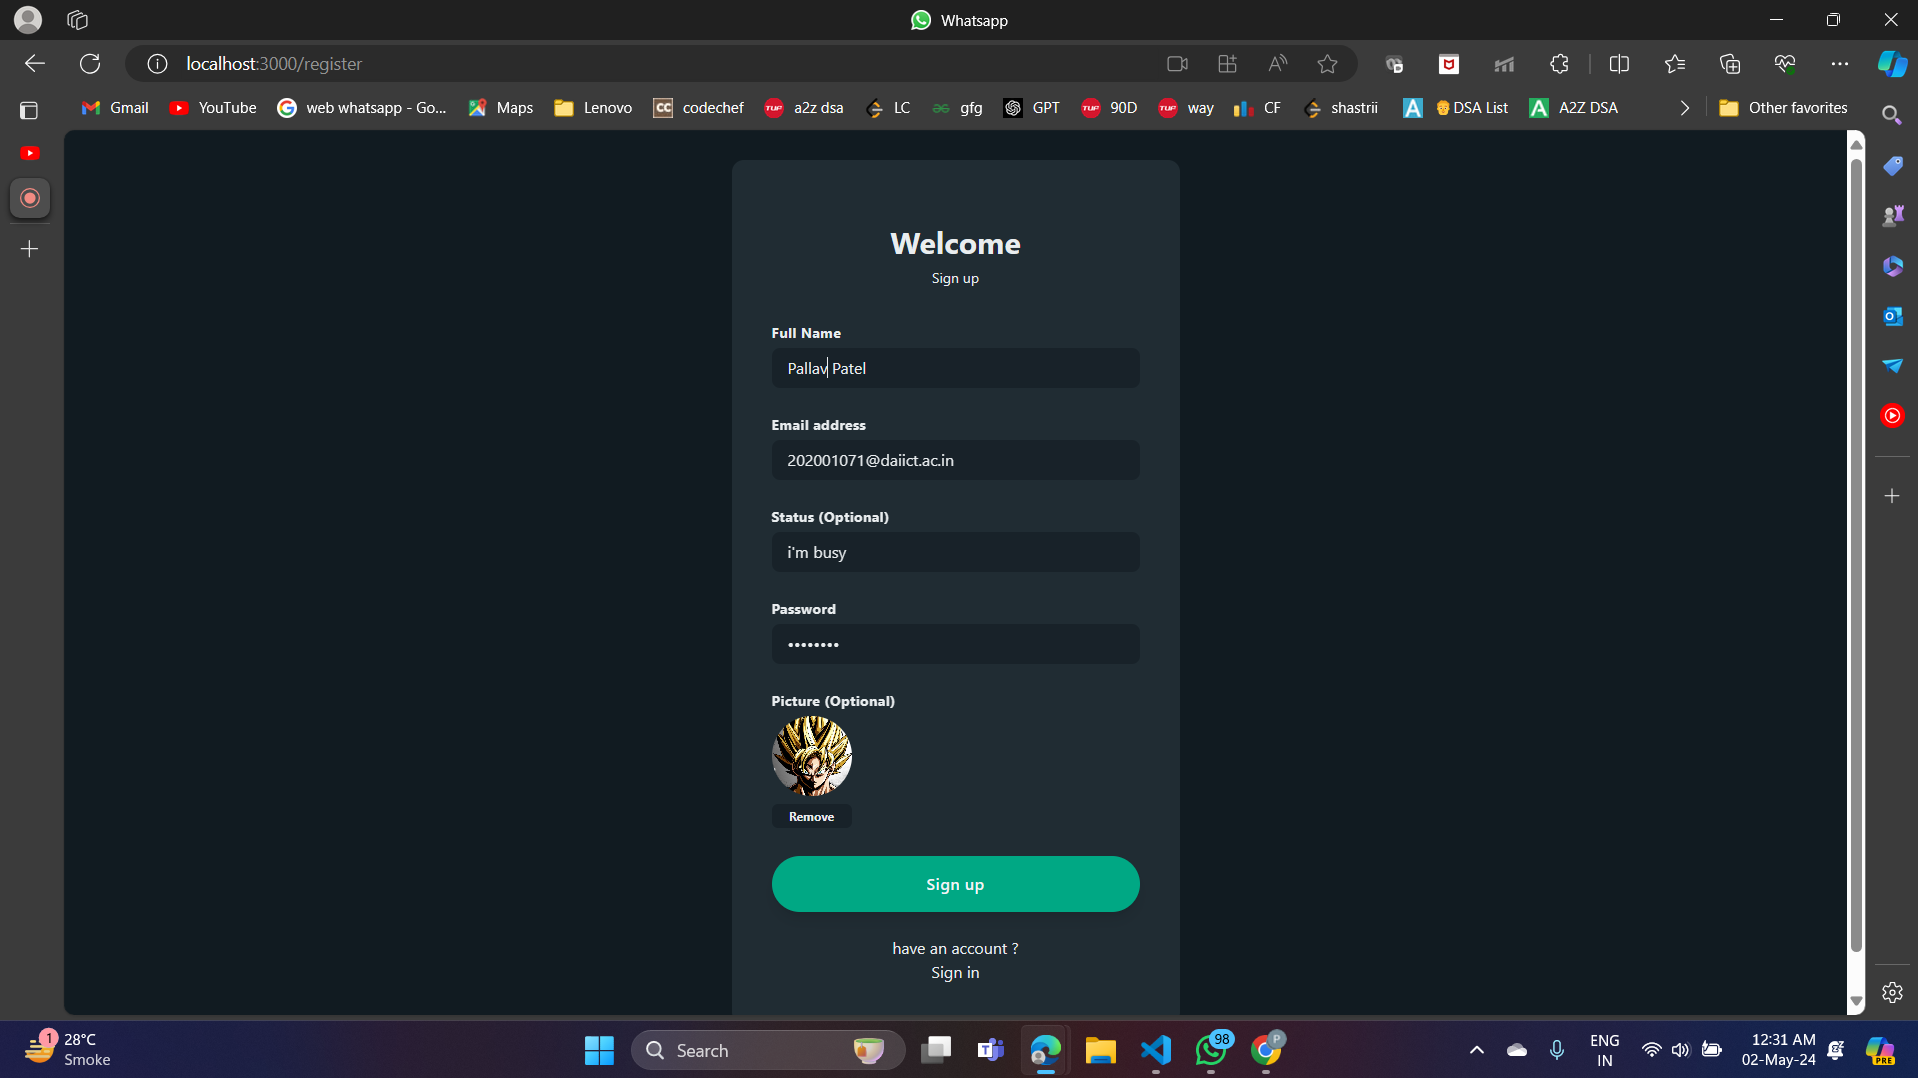 Whatsapp
localhost:3000/register
Gmail YouTube web whatsapp - Go... Maps Lenovo codechef a2z dsa LC gfg GPT 90D way CF shastrii DSA List A2Z DSA Other favorites
Welcome
Sign up
Full Name
Pallav Patel
Email address
202001071@daiict.ac.in
Status (Optional)
i'm busy
Password
••••••••
Picture (Optional)
Remove
Sign up
have an account ?
Sign in
1 28°C
Smoke
Search
98
P
ENG
IN
12:31 AM
02-May-24
PRE